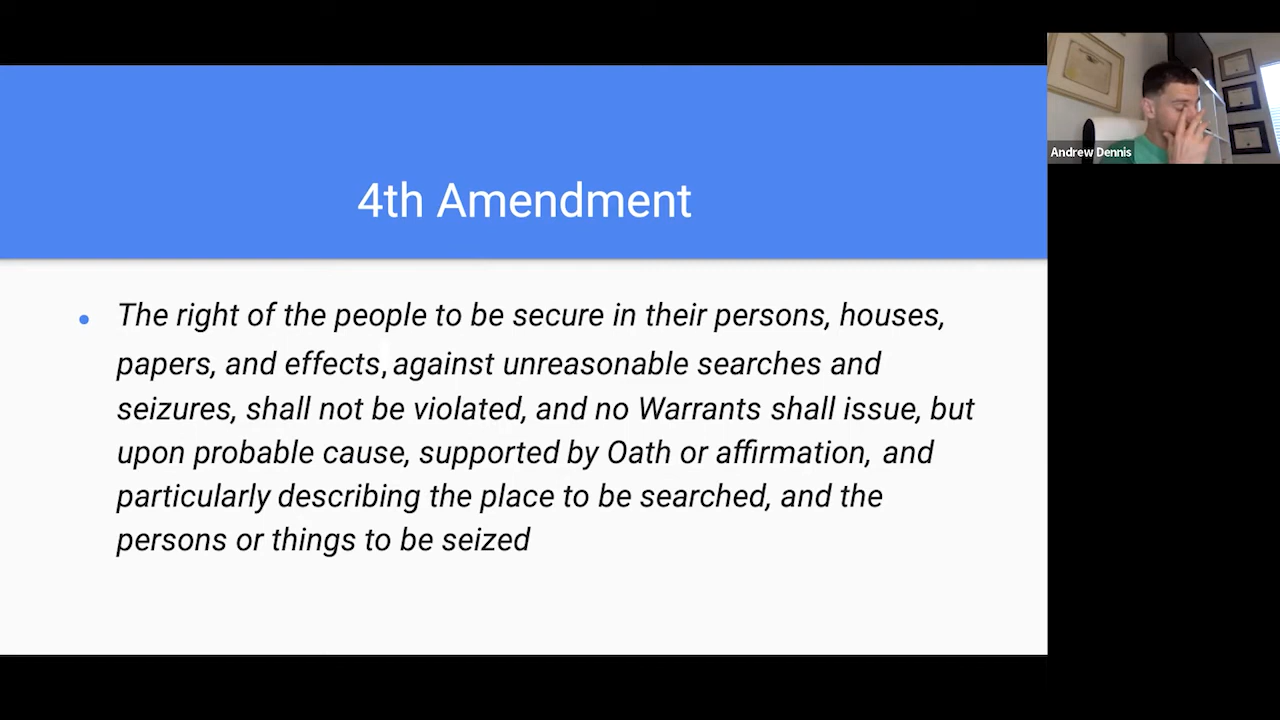 4th Amendment
The right of the people to be secure in their persons, houses,
papers, and effects, against unreasonable searches and
seizures, shall not be violated, and no Warrants shall issue, but
upon probable cause, supported by Oath or affirmation, and
particularly describing the place to be searched, and the
persons or things to be seized
Andrew Dennis